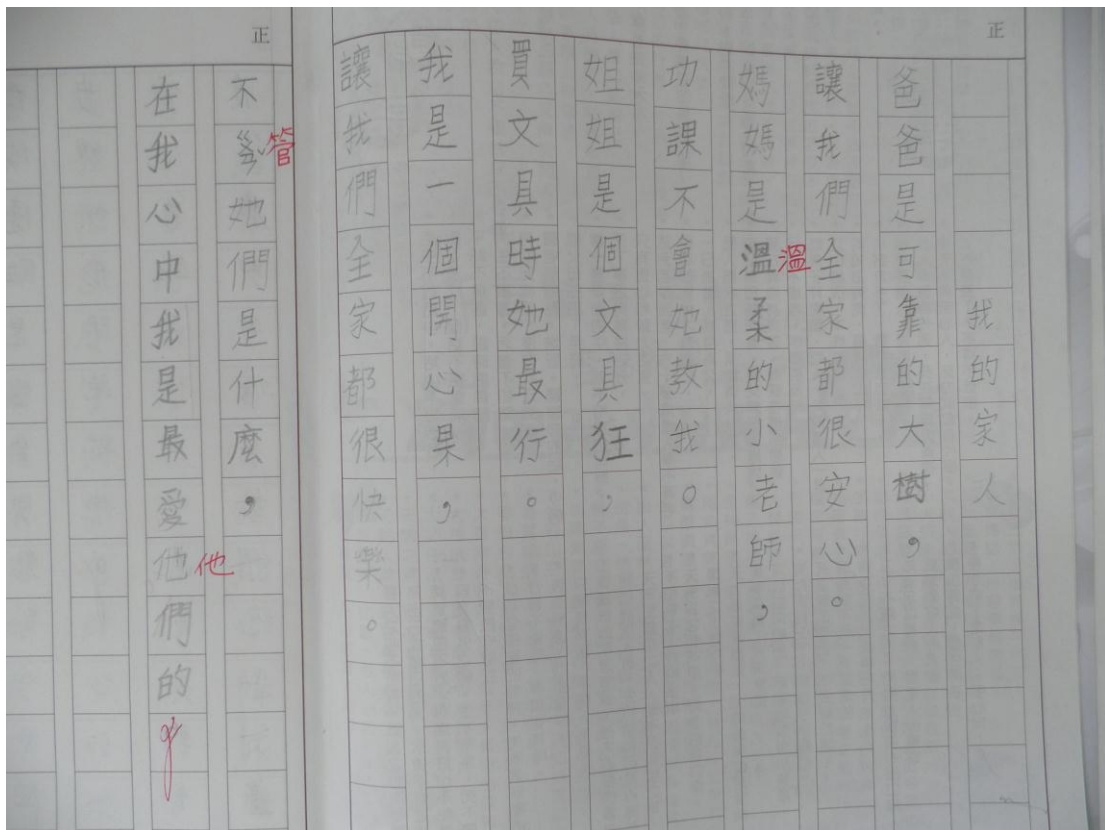 正
我的家人
爸爸是可靠的大樹，
讓我們全家都很安心。
媽媽是溫柔的小老師，
溫
功課不會她教我。
姐姐是個文具狂，
買文具時她最行。
我是一個開心果，
讓我們全家都很快樂。
正
管
不她們是什麼，
在我心中我是最愛他們的
他